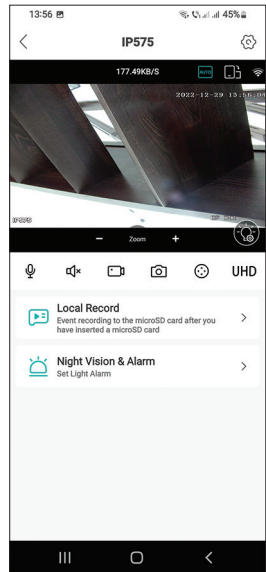 13:56 45%
IP575
177.49KB/S AUTO
2022-12-29 13:56:04
IP575
− Zoom +
UHD
Local Record
Event recording to the microSD card after you
have inserted a microSD card
Night Vision & Alarm
Set Light Alarm